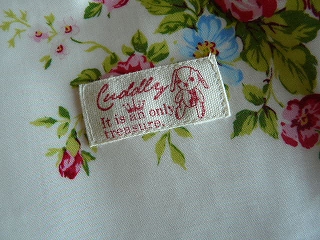 Cuddly
It is an only
treasure.